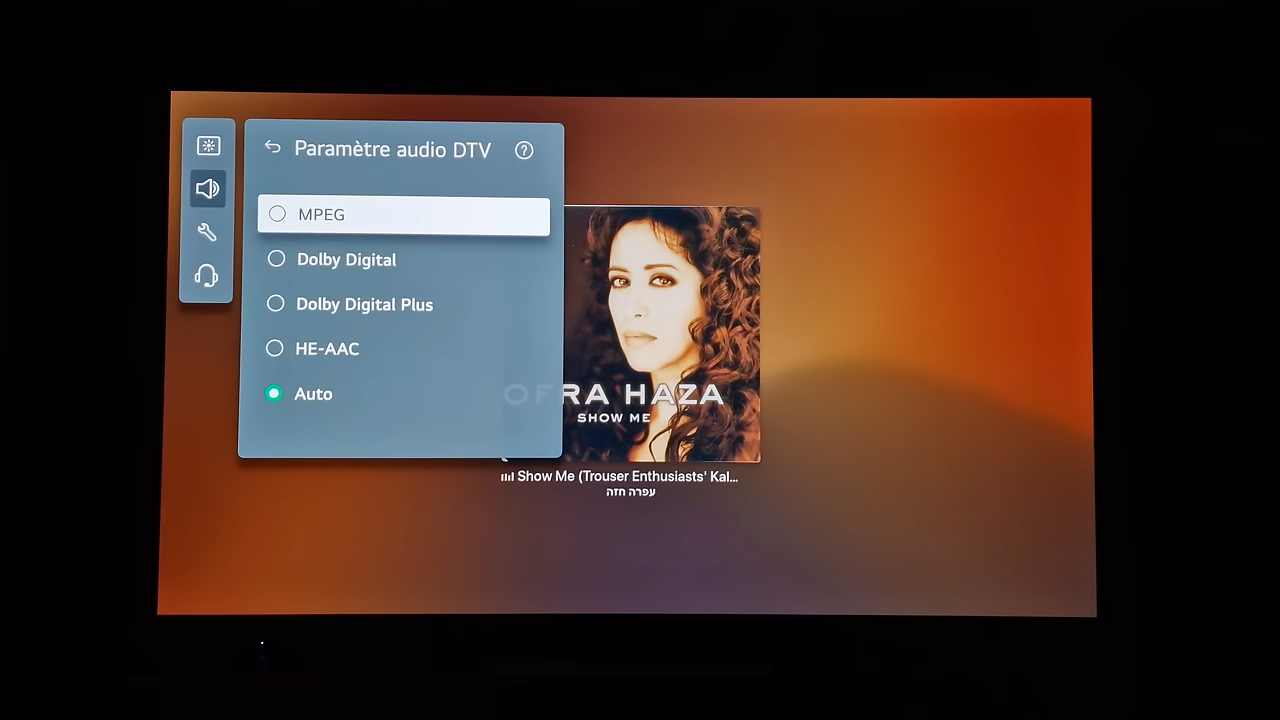 Paramètre audio DTV
MPEG
Dolby Digital
Dolby Digital Plus
HE-AAC
Auto
OFRA HAZA
SHOW ME
Show Me (Trouser Enthusiasts' Kal...
עפרה חזה